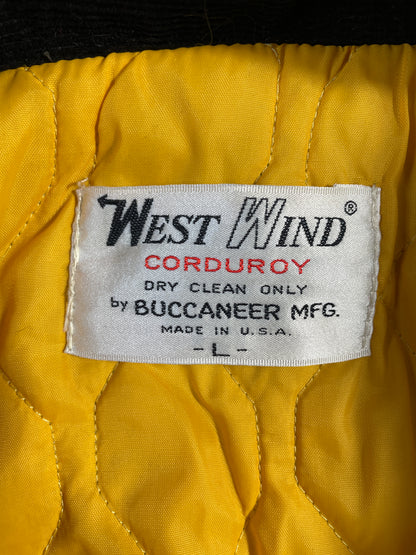 WEST WIND®
CORDUROY
DRY CLEAN ONLY
by BUCCANEER MFG.
MADE IN U.S.A.
- L -